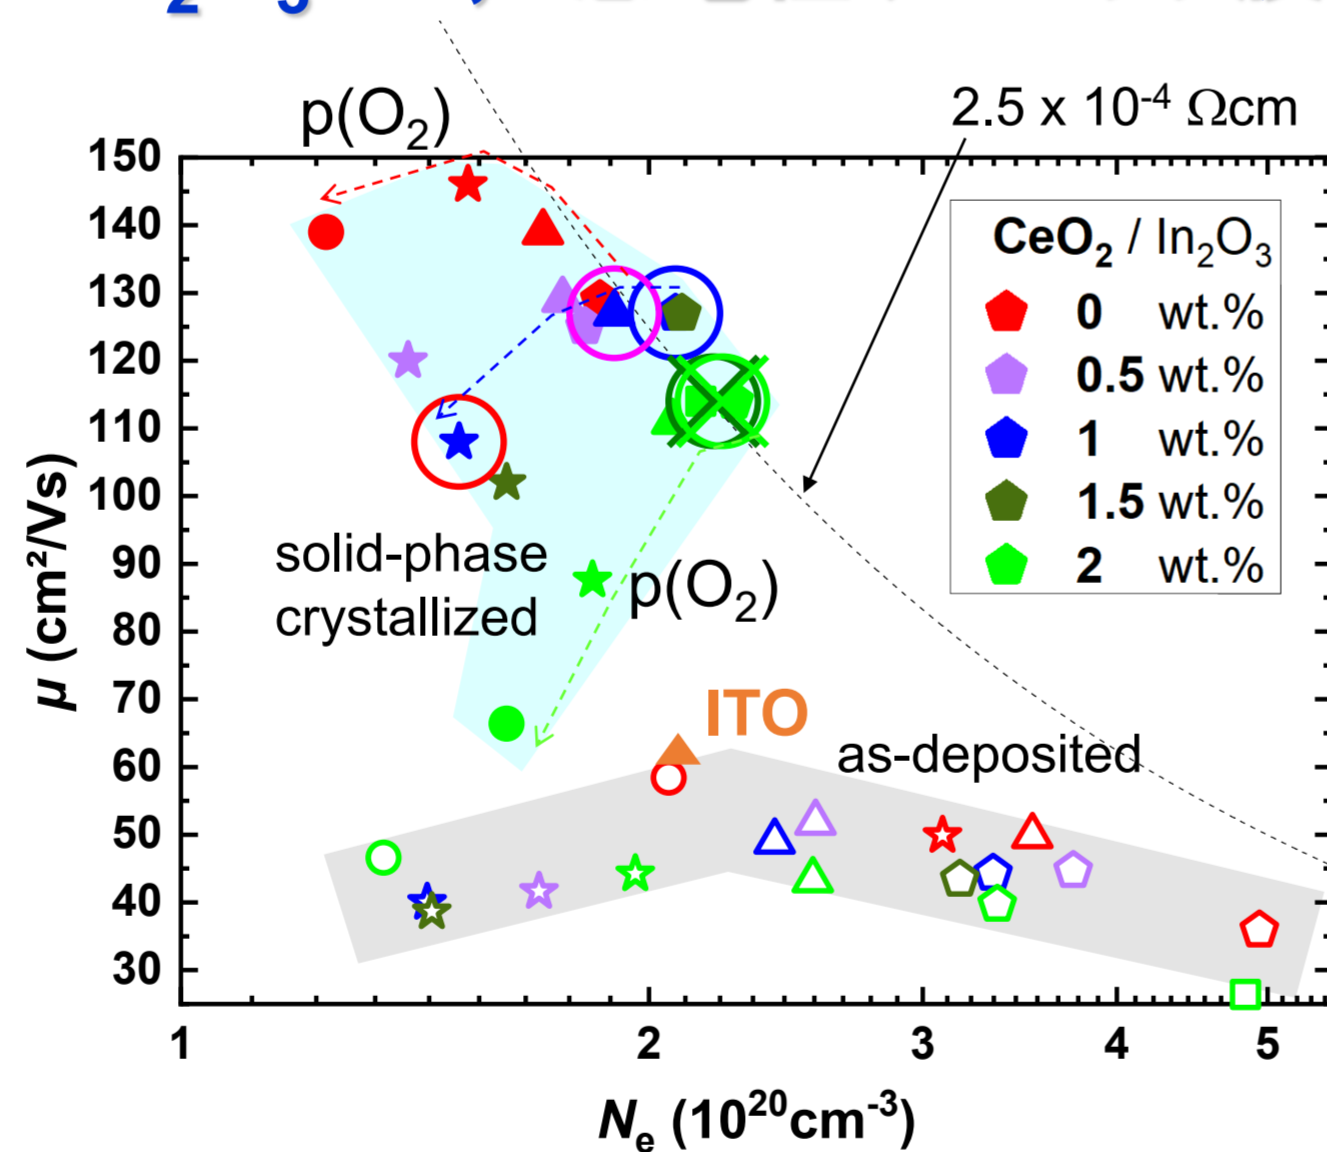 p(O₂)
2.5 x 10⁻⁴ Ωcm
150
140
130
120
110
100
90
80
70
60
50
40
30
μ (cm²/Vs)
CeO₂ / In₂O₃
0 wt.%
0.5 wt.%
1 wt.%
1.5 wt.%
2 wt.%
solid-phase
crystallized
p(O₂)
ITO
as-deposited
1 2 3 4 5
Nₑ (10²⁰cm⁻³)